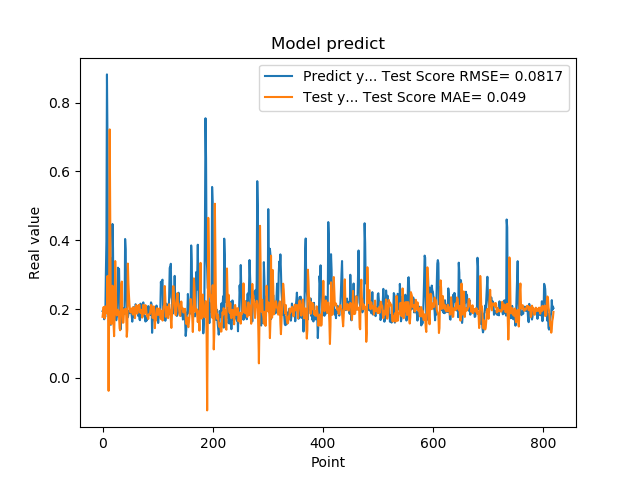 Model predict
Predict y... Test Score RMSE= 0.0817
Test y... Test Score MAE= 0.049
Real value
0.8
0.6
0.4
0.2
0.0
0 200 400 600 800
Point